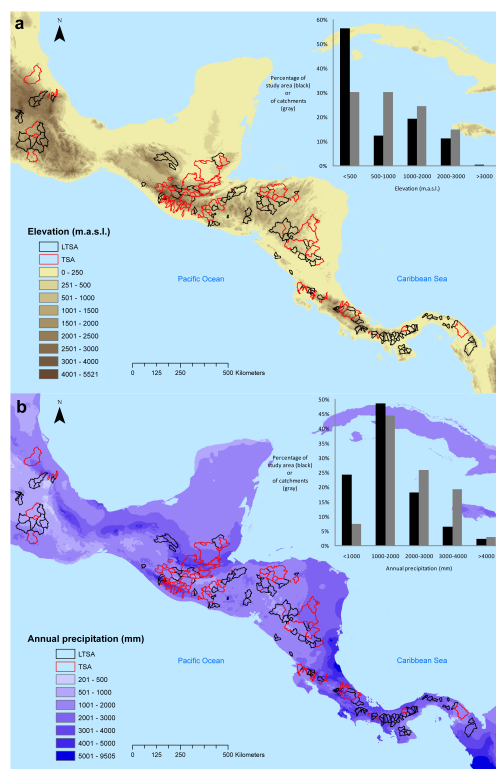 a
N
Percentage of
study area (black)
or
of catchments
(gray)
60%
50%
40%
30%
20%
10%
0%
<500 500-1000 1000-2000 2000-3000 >3000
Elevation (m.a.s.l.)
Elevation (m.a.s.l.)
LTSA
TSA
0 - 250
251 - 500
501 - 1000
1001 - 1500
1501 - 2000
2001 - 2500
2501 - 3000
3001 - 4000
4001 - 5521
Pacific Ocean
Caribbean Sea
500 250 125 0
500 Kilometers
b
N
Percentage of
study area (black)
or
of catchments
(gray)
50%
45%
40%
35%
30%
25%
20%
15%
10%
5%
0%
<1000 1000-2000 2000-3000 3000-4000 >4000
Annual precipitation (mm)
Annual precipitation (mm)
LTSA
TSA
201 - 500
501 - 1000
1001 - 2000
2001 - 3000
3001 - 4000
4001 - 5000
5001 - 9505
Pacific Ocean
Caribbean Sea
0 125 250 500 Kilometers